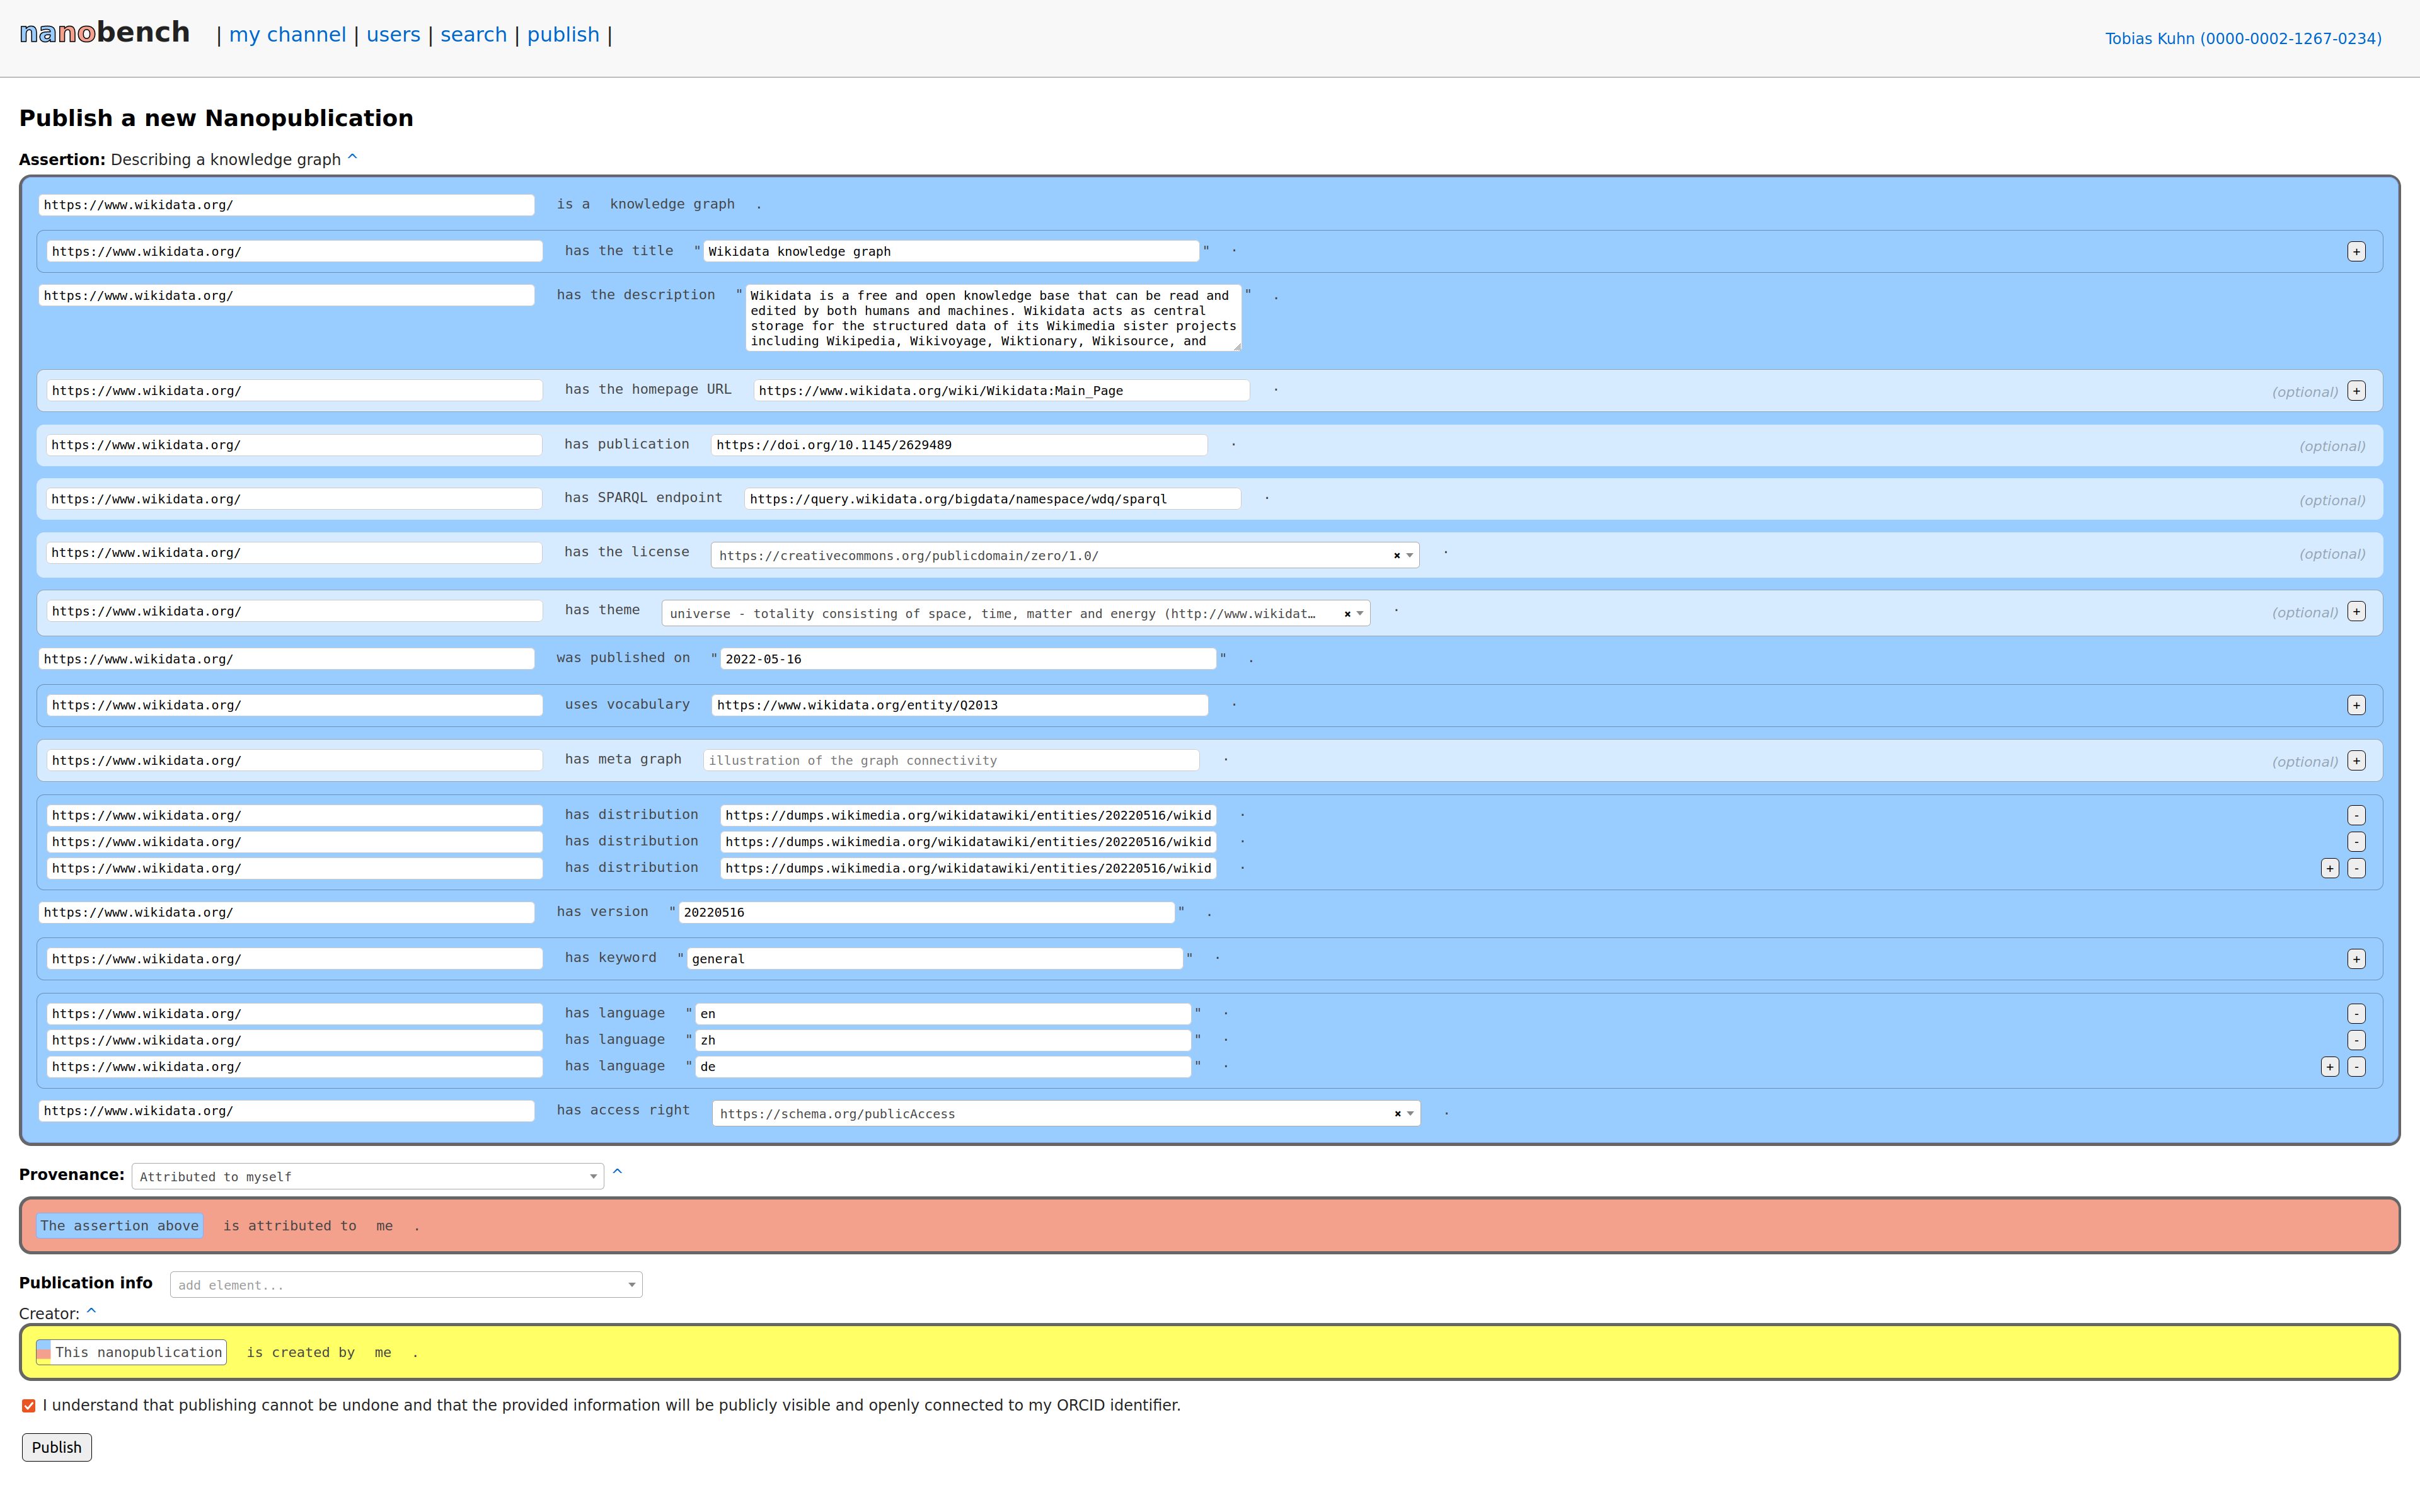 nanobench | my channel | users | search | publish | Tobias Kuhn (0000-0002-1267-0234)
Publish a new Nanopublication
Assertion: Describing a knowledge graph ^
https://www.wikidata.org/ is a knowledge graph .
https://www.wikidata.org/ has the title " Wikidata knowledge graph " . +
https://www.wikidata.org/ has the description " Wikidata is a free and open knowledge base that can be read and " .
edited by both humans and machines. Wikidata acts as central
storage for the structured data of its Wikimedia sister projects
including Wikipedia, Wikivoyage, Wiktionary, Wikisource, and
https://www.wikidata.org/ has the homepage URL https://www.wikidata.org/wiki/Wikidata:Main_Page . (optional) +
https://www.wikidata.org/ has publication https://doi.org/10.1145/2629489 . (optional)
https://www.wikidata.org/ has SPARQL endpoint https://query.wikidata.org/bigdata/namespace/wdq/sparql . (optional)
https://www.wikidata.org/ has the license https://creativecommons.org/publicdomain/zero/1.0/ × . (optional)
https://www.wikidata.org/ has theme universe - totality consisting of space, time, matter and energy (http://www.wikidat… × . (optional) +
https://www.wikidata.org/ was published on " 2022-05-16 " .
https://www.wikidata.org/ uses vocabulary https://www.wikidata.org/entity/Q2013 . +
https://www.wikidata.org/ has meta graph illustration of the graph connectivity . (optional) +
https://www.wikidata.org/ has distribution https://dumps.wikimedia.org/wikidatawiki/entities/20220516/wikid . -
https://www.wikidata.org/ has distribution https://dumps.wikimedia.org/wikidatawiki/entities/20220516/wikid . -
https://www.wikidata.org/ has distribution https://dumps.wikimedia.org/wikidatawiki/entities/20220516/wikid . + -
https://www.wikidata.org/ has version " 20220516 " .
https://www.wikidata.org/ has keyword " general " . +
https://www.wikidata.org/ has language " en " . -
https://www.wikidata.org/ has language " zh " . -
https://www.wikidata.org/ has language " de " . + -
https://www.wikidata.org/ has access right https://schema.org/publicAccess × .
Provenance: Attributed to myself ^
The assertion above is attributed to me .
Publication info add element...
Creator: ^
This nanopublication is created by me .
I understand that publishing cannot be undone and that the provided information will be publicly visible and openly connected to my ORCID identifier.
Publish